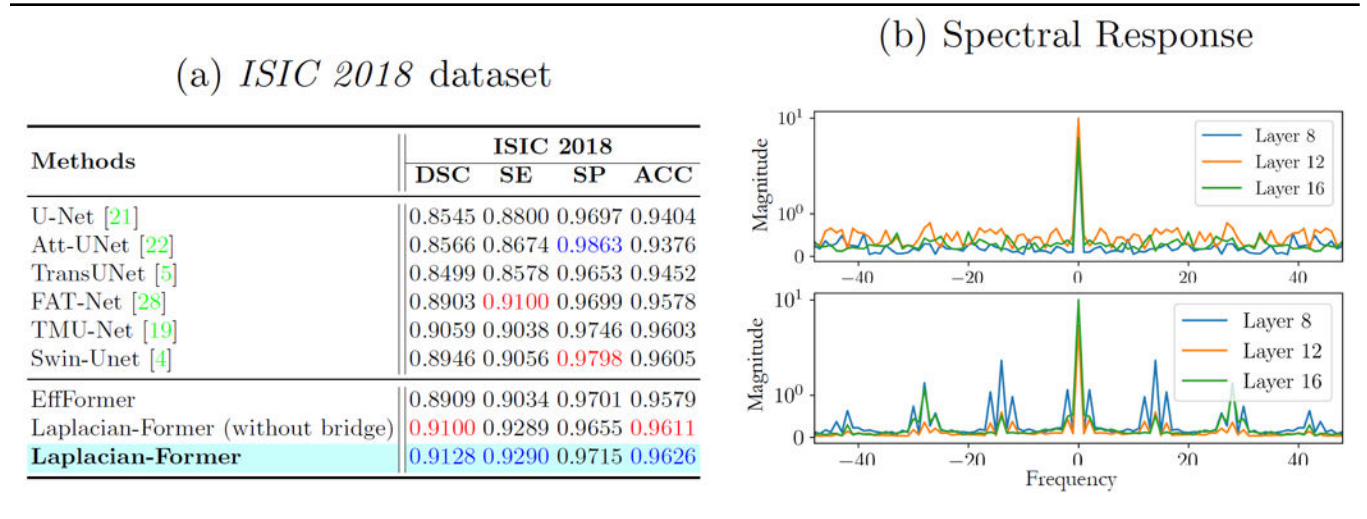 (a) ISIC 2018 dataset
Methods
ISIC 2018
DSC SE SP ACC
U-Net [21] 0.8545 0.8800 0.9697 0.9404
Att-UNet [22] 0.8566 0.8674 0.9863 0.9376
TransUNet [5] 0.8499 0.8578 0.9653 0.9452
FAT-Net [28] 0.8903 0.9100 0.9699 0.9578
TMU-Net [19] 0.9059 0.9038 0.9746 0.9603
Swin-Unet [4] 0.8946 0.9056 0.9798 0.9605
EffFormer 0.8909 0.9034 0.9701 0.9579
Laplacian-Former (without bridge) 0.9100 0.9289 0.9655 0.9611
Laplacian-Former 0.9128 0.9290 0.9715 0.9626
(b) Spectral Response
Magnitude
10¹
10⁰
0
Layer 8
Layer 12
Layer 16
−40 −20 0 20 40
Magnitude
10¹
10⁰
0
Layer 8
Layer 12
Layer 16
−40 −20 0 20 40
Frequency